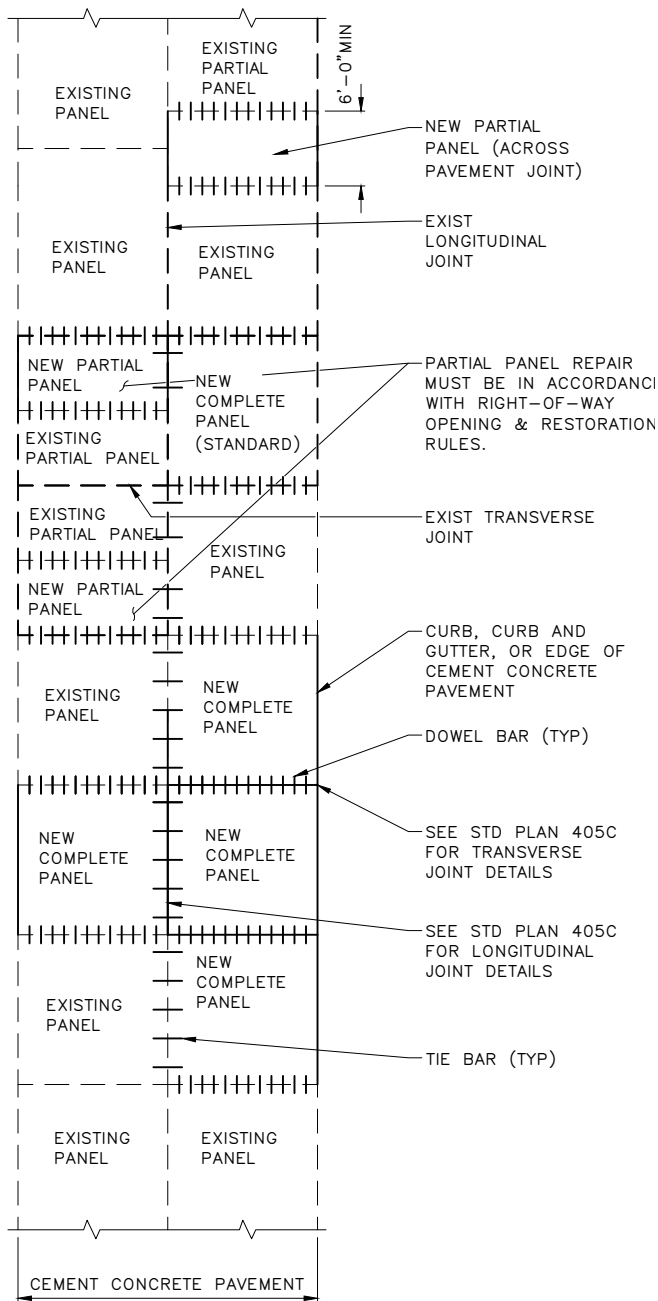 EXISTING
PARTIAL
PANEL
6'-0"MIN
EXISTING
PANEL
NEW PARTIAL
PANEL (ACROSS
PAVEMENT JOINT)
EXIST
LONGITUDINAL
JOINT
EXISTING
PANEL
EXISTING
PANEL
NEW PARTIAL
PANEL
NEW
COMPLETE
PANEL
(STANDARD)
PARTIAL PANEL REPAIR
MUST BE IN ACCORDANCE
WITH RIGHT-OF-WAY
OPENING & RESTORATION
RULES.
EXISTING
PARTIAL PANEL
EXISTING
PARTIAL PANEL
EXIST TRANSVERSE
JOINT
EXISTING
PANEL
NEW PARTIAL
PANEL
CURB, CURB AND
GUTTER, OR EDGE OF
CEMENT CONCRETE
PAVEMENT
EXISTING
PANEL
NEW
COMPLETE
PANEL
DOWEL BAR (TYP)
NEW
COMPLETE
PANEL
NEW
COMPLETE
PANEL
SEE STD PLAN 405C
FOR TRANSVERSE
JOINT DETAILS
SEE STD PLAN 405C
FOR LONGITUDINAL
JOINT DETAILS
NEW
COMPLETE
PANEL
EXISTING
PANEL
TIE BAR (TYP)
EXISTING
PANEL
EXISTING
PANEL
CEMENT CONCRETE PAVEMENT